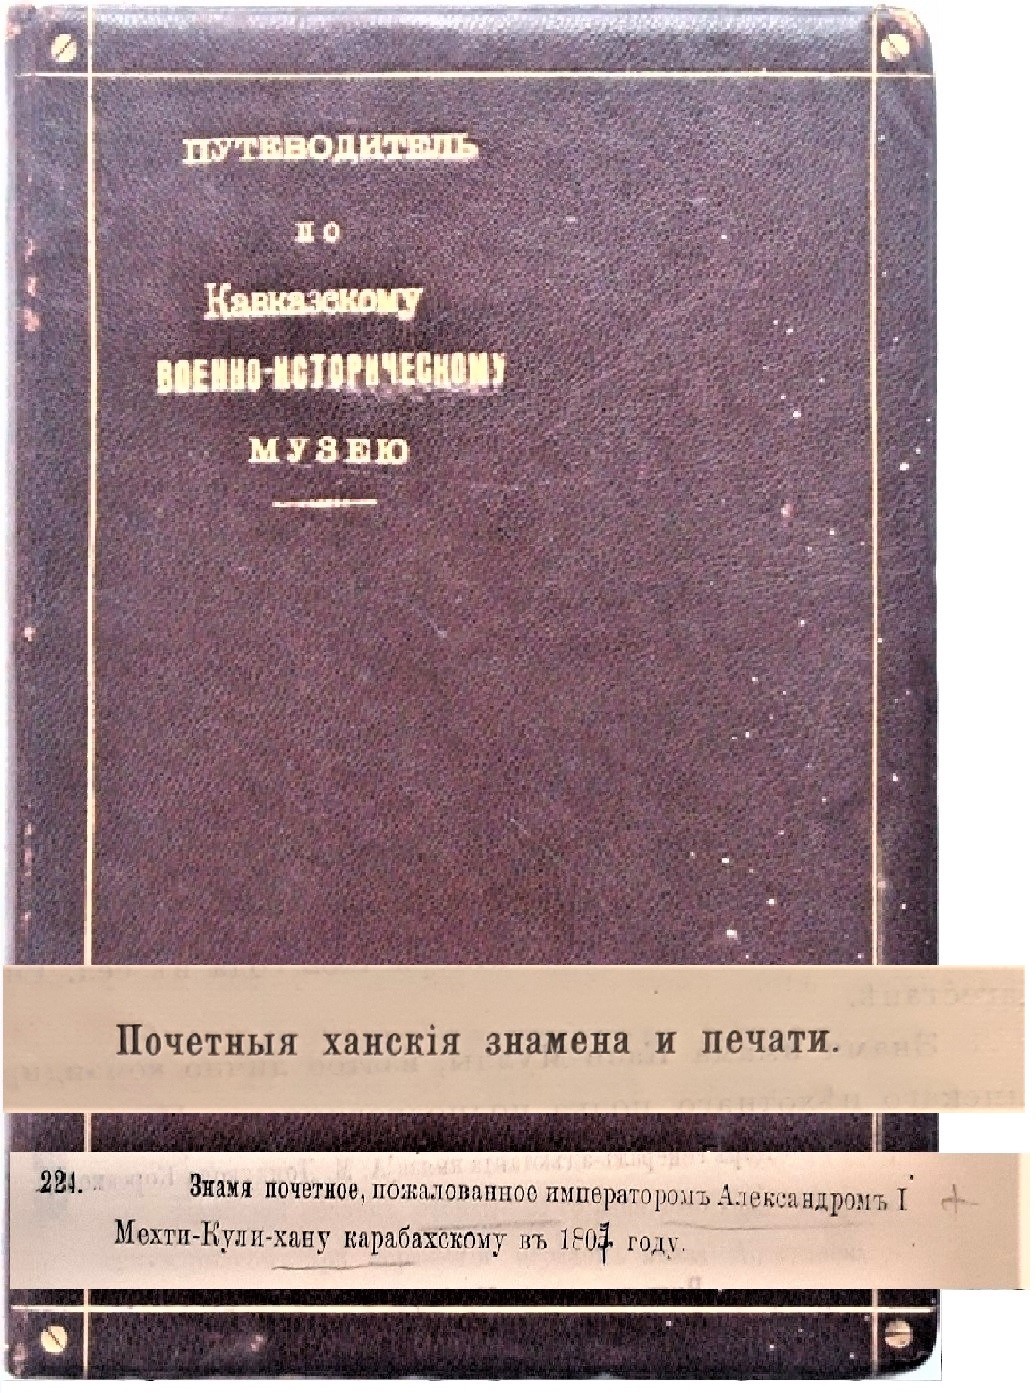 ПУТЕВОДИТЕЛЬ
ПО
Кавказскому
ВОЕННО-ИСТОРИЧЕСКОМУ
МУЗЕЮ
Почетныя ханскія знамена и печати.
221. Знамя почетное, пожалованное императоромъ Александромъ I
Мехти-Кули-хану карабахскому въ 1807 году.